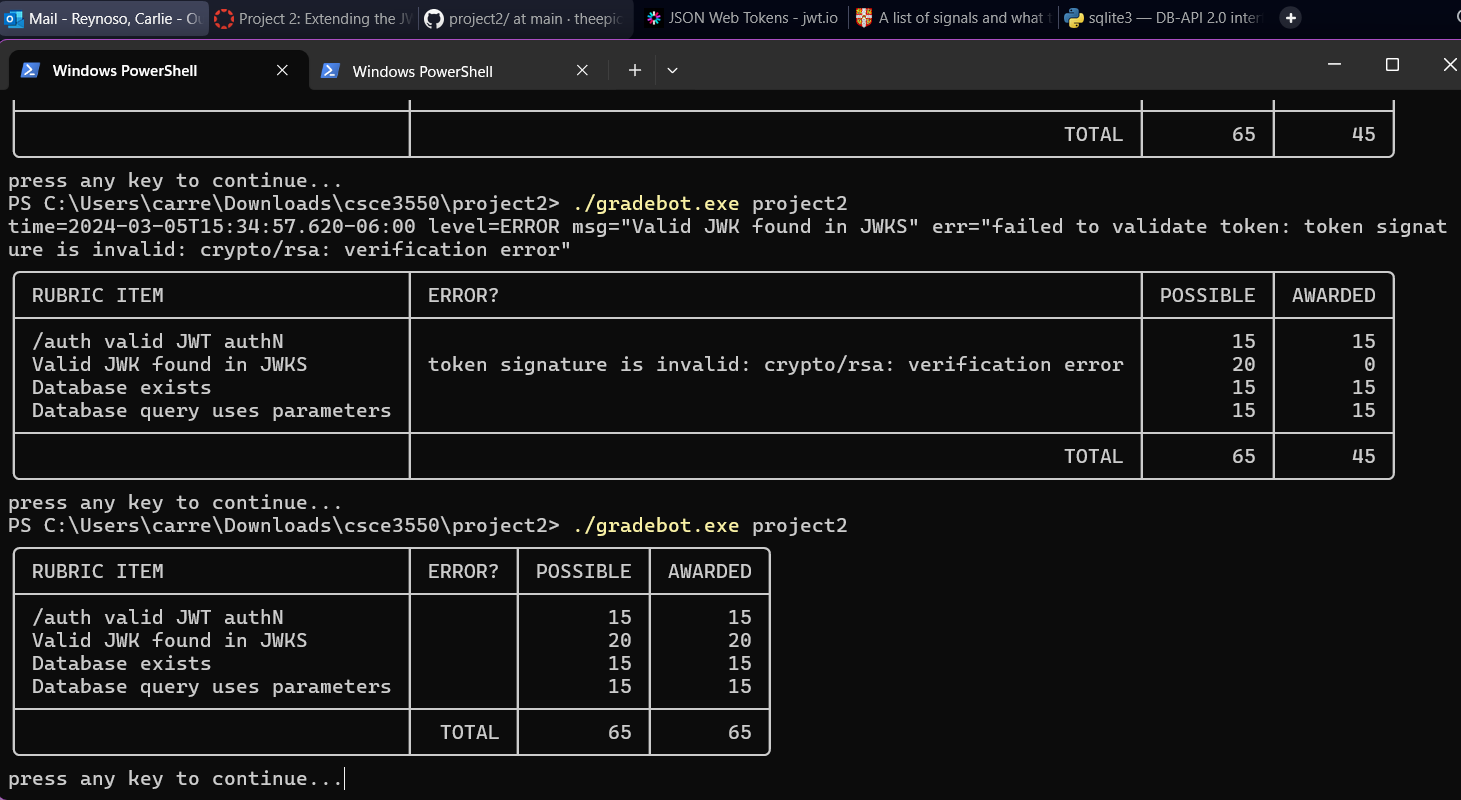 Mail - Reynoso, Carlie - Ou
Project 2: Extending the JW
project2/ at main · theepic
JSON Web Tokens - jwt.io
A list of signals and what t
sqlite3 — DB-API 2.0 inter
Windows PowerShell
Windows PowerShell
TOTAL 65 45
press any key to continue...
PS C:\Users\carre\Downloads\csce3550\project2> ./gradebot.exe project2
time=2024-03-05T15:34:57.620-06:00 level=ERROR msg="Valid JWK found in JWKS" err="failed to validate token: token signat
ure is invalid: crypto/rsa: verification error"
RUBRIC ITEM ERROR? POSSIBLE AWARDED
/auth valid JWT authN 15 15
Valid JWK found in JWKS token signature is invalid: crypto/rsa: verification error 20 0
Database exists 15 15
Database query uses parameters 15 15
TOTAL 65 45
press any key to continue...
PS C:\Users\carre\Downloads\csce3550\project2> ./gradebot.exe project2
RUBRIC ITEM ERROR? POSSIBLE AWARDED
/auth valid JWT authN 15 15
Valid JWK found in JWKS 20 20
Database exists 15 15
Database query uses parameters 15 15
TOTAL 65 65
press any key to continue...